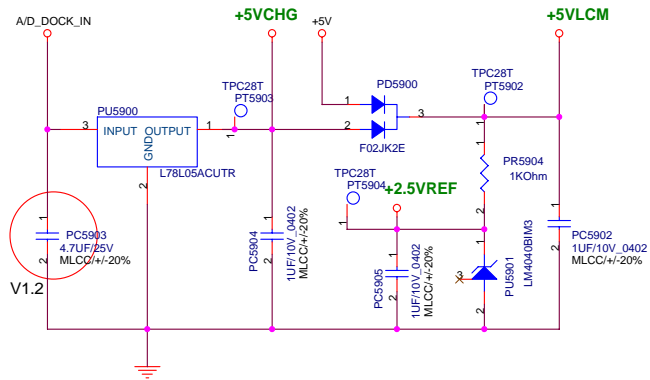 A/D_DOCK_IN
+5VCHG
+5V
+5VLCM
TPC28T
PT5903
PD5900
TPC28T
PT5902
PU5900
3
INPUT
OUTPUT
1
GND
L78L05ACUTR
2
1
1
2
3
F02JK2E
1
1
PR5904
1KOhm
2
TPC28T
PT5904
+2.5VREF
1
1
PC5903
4.7UF/25V
MLCC/+/-20%
2
V1.2
1
2
PC5904
1UF/10V_0402
MLCC/+/-20%
1
2
PC5905
1UF/10V_0402
MLCC/+/-20%
1
3
2
PU5901
LM4040BIM3
1
PC5902
1UF/10V_0402
MLCC/+/-20%
2